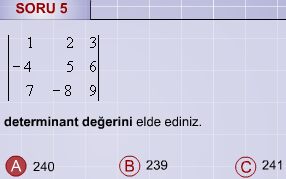 SORU 5
1 2 3
-4 5 6
7 -8 9
determinant değerini elde ediniz.
A 240 B 239 C 241